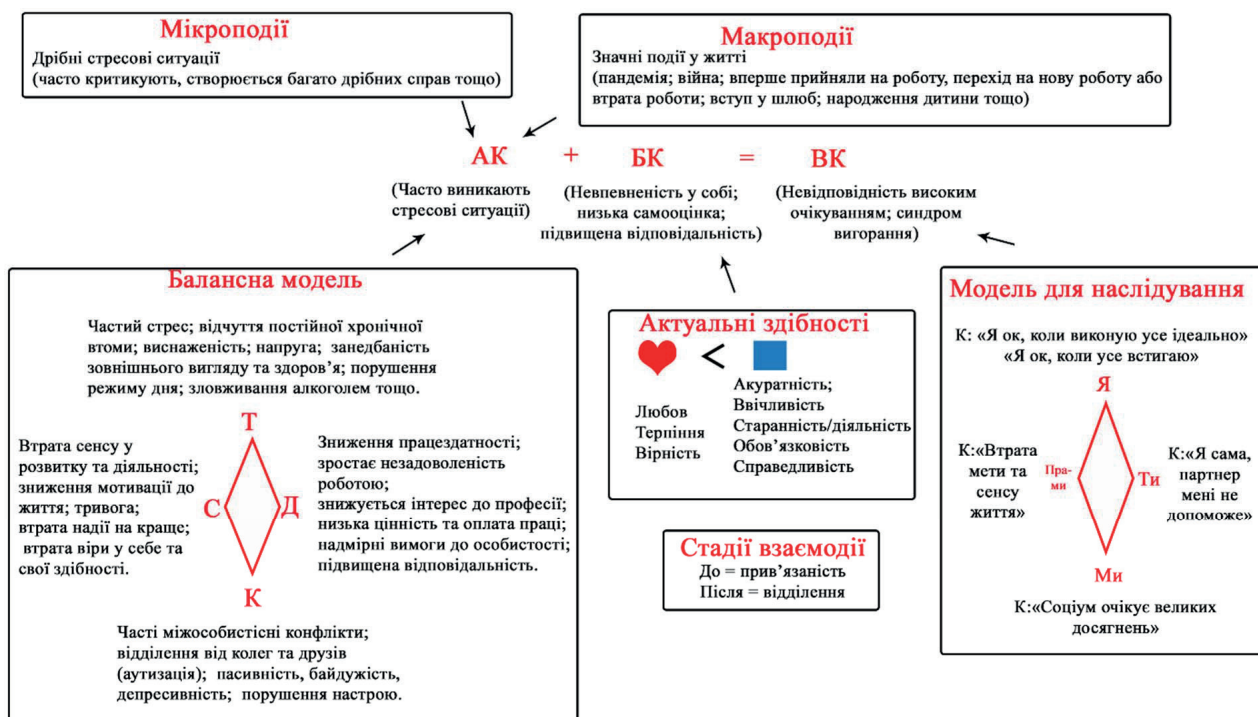 Мікроподії
Дрібні стресові ситуації
(часто критикують, створюється багато дрібних справ тощо)
Макроподії
Значні події у житті
(пандемія; війна; вперше прийняли на роботу, перехід на нову роботу або
втрата роботи; вступ у шлюб; народження дитини тощо)
АК + БК = ВК
(Часто виникають
стресові ситуації)
(Невпевненість у собі;
низька самооцінка;
підвищена відповідальність)
(Невідповідність високим
очікуванням; синдром
вигорання)
Балансна модель
Частий стрес; відчуття постійної хронічної
втоми; виснаженість; напруга; занедбаність
зовнішнього вигляду та здоров’я; порушення
режиму дня; зловживання алкоголем тощо.
Т
Втрата сенсу у
розвитку та діяльності;
зниження мотивації до
життя; тривога;
втрата надії на краще;
втрата віри у себе та
свої здібності.
С
Д
Зниження працездатності;
зростає незадоволеність
роботою;
знижується інтерес до професії;
низька цінність та оплата праці;
надмірні вимоги до особистості;
підвищена відповідальність.
К
Часті міжособистісні конфлікти;
відділення від колег та друзів
(аутизація); пасивність, байдужість,
депресивність; порушення настрою.
Актуальні здібності
<
Любов
Терпіння
Вірність
Акуратність;
Ввічливість
Старанність/діяльність
Обов’язковість
Справедливість
Стадії взаємодії
До = прив’язаність
Після = відділення
Модель для наслідування
К: «Я ок, коли виконую усе ідеально»
«Я ок, коли усе встигаю»
Я
К:«Втрата
мети та
сенсу
життя»
Пра-
ми
Ти
К:«Я сама,
партнер
мені не
допоможе»
Ми
К:«Соціум очікує великих
досягнень»